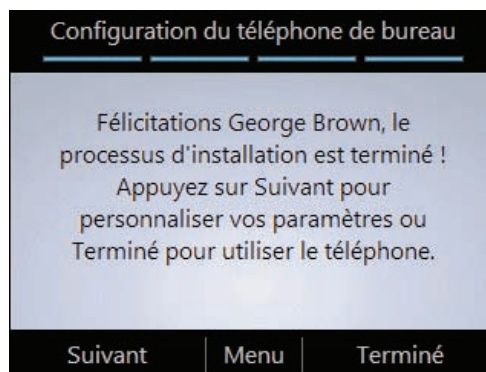 Configuration du téléphone de bureau
Félicitations George Brown, le
processus d'installation est terminé !
Appuyez sur Suivant pour
personnaliser vos paramètres ou
Terminé pour utiliser le téléphone.
Suivant Menu Terminé